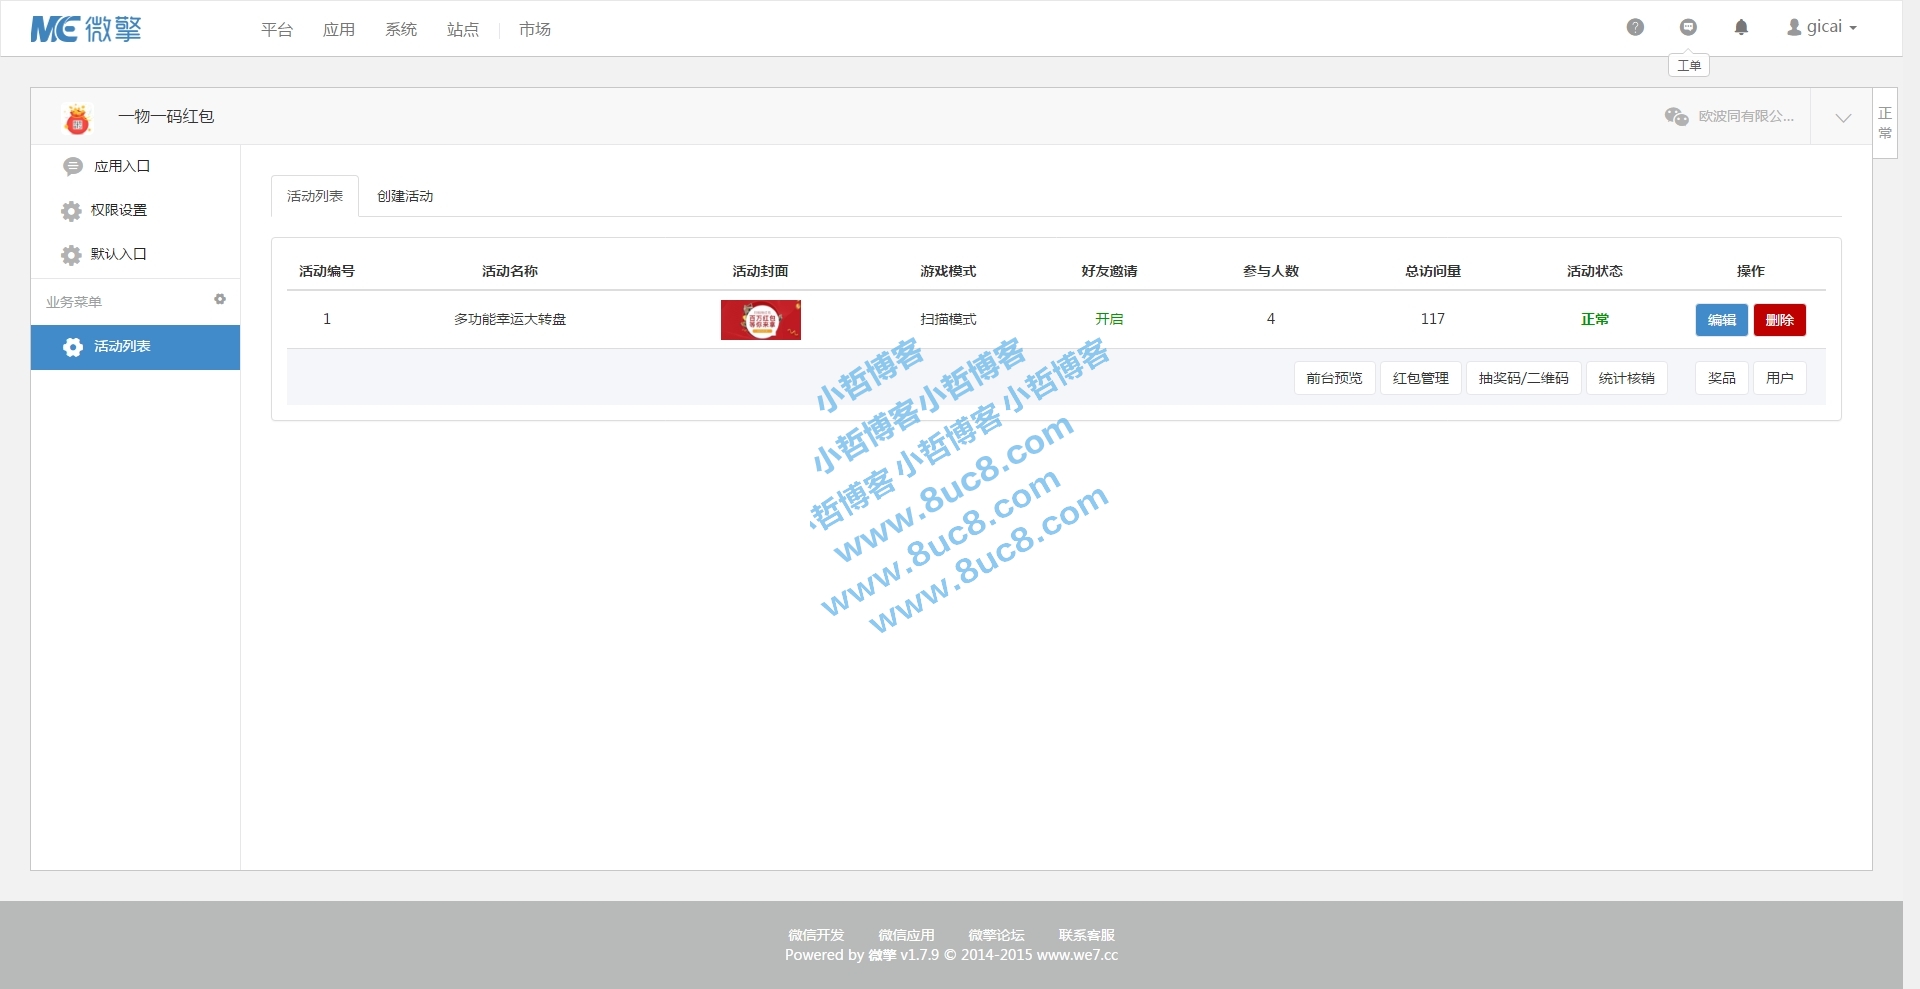 微擎 平台 应用 系统 站点 市场 gicai
工单
一物一码红包 欧波同有限公... 正常
应用入口
权限设置
默认入口
业务菜单
活动列表
活动列表 创建活动
活动编号 活动名称 活动封面 游戏模式 好友邀请 参与人数 总访问量 活动状态 操作
1 多功能幸运大转盘 百万红包 等你来拿 扫描模式 开启 4 117 正常 编辑 删除
前台预览 红包管理 抽奖码/二维码 统计核销 奖品 用户
小哲博客
小哲博客小哲博客
小哲博客小哲博客小哲博客
www.8uc8.com
www.8uc8.com
www.8uc8.com
微信开发 微信应用 微擎论坛 联系客服
Powered by 微擎 v1.7.9 © 2014-2015 www.we7.cc